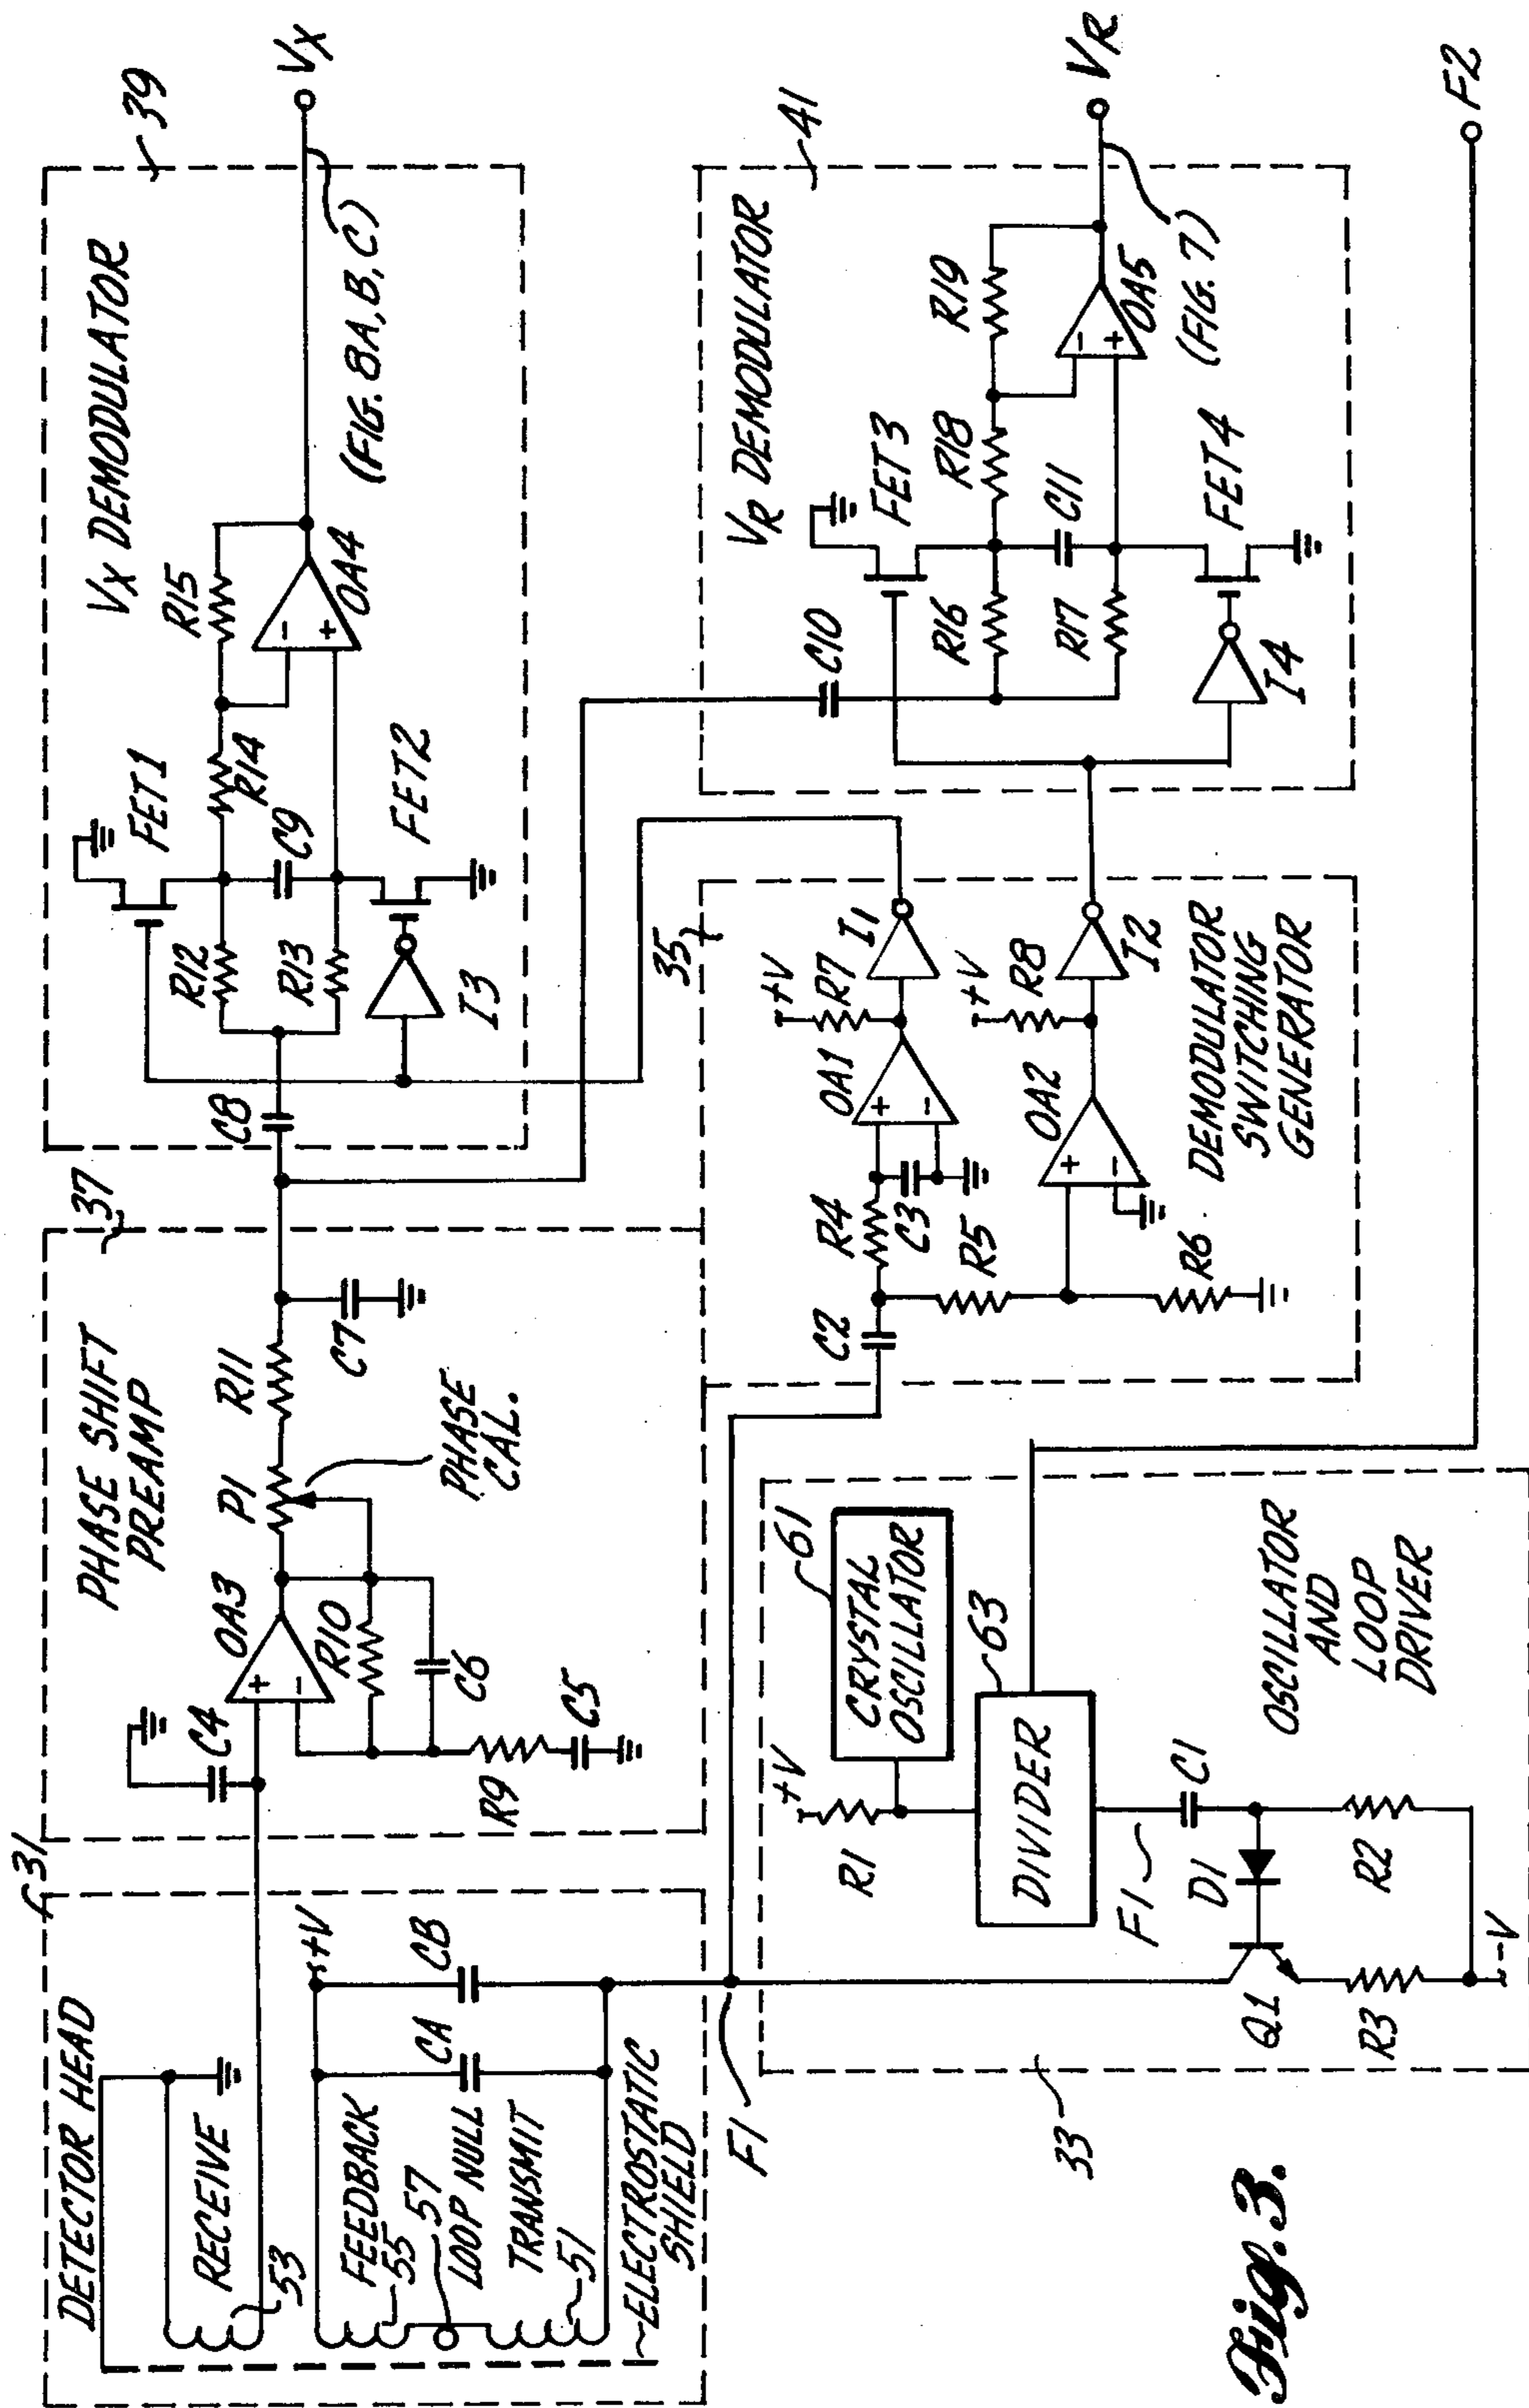 31
DETECTOR HEAD
RECEIVE
53
FEEDBACK
55
57
LOOP NULL
TRANSMIT
51
ELECTROSTATIC
SHIELD
+V
CA
CB
F1
37
PHASE SHIFT
PREAMP
C4
OA3
+
-
R10
C6
R9
C5
P1
R11
PHASE
CAL.
C7
39
VX DEMODULATOR
C8
R12
R13
FET1
R14
C9
FET2
I3
R15
-
+
OA4
(FIG. 8A, B, C)
VX
33
+V
R1
CRYSTAL
OSCILLATOR
61
DIVIDER
63
F1
C1
D1
Q1
R2
R3
-V
OSCILLATOR
AND
LOOP
DRIVER
F2
35
C2
R4
C3
R5
R6
OA1
+
-
OA2
+
-
+V
R7
I1
+V
R8
I2
DEMODULATOR
SWITCHING
GENERATOR
41
VR DEMODULATOR
C10
R16
R17
FET3
R18
C11
FET4
I4
R19
-
+
OA5
(FIG. 7)
VR
Fig. 3.